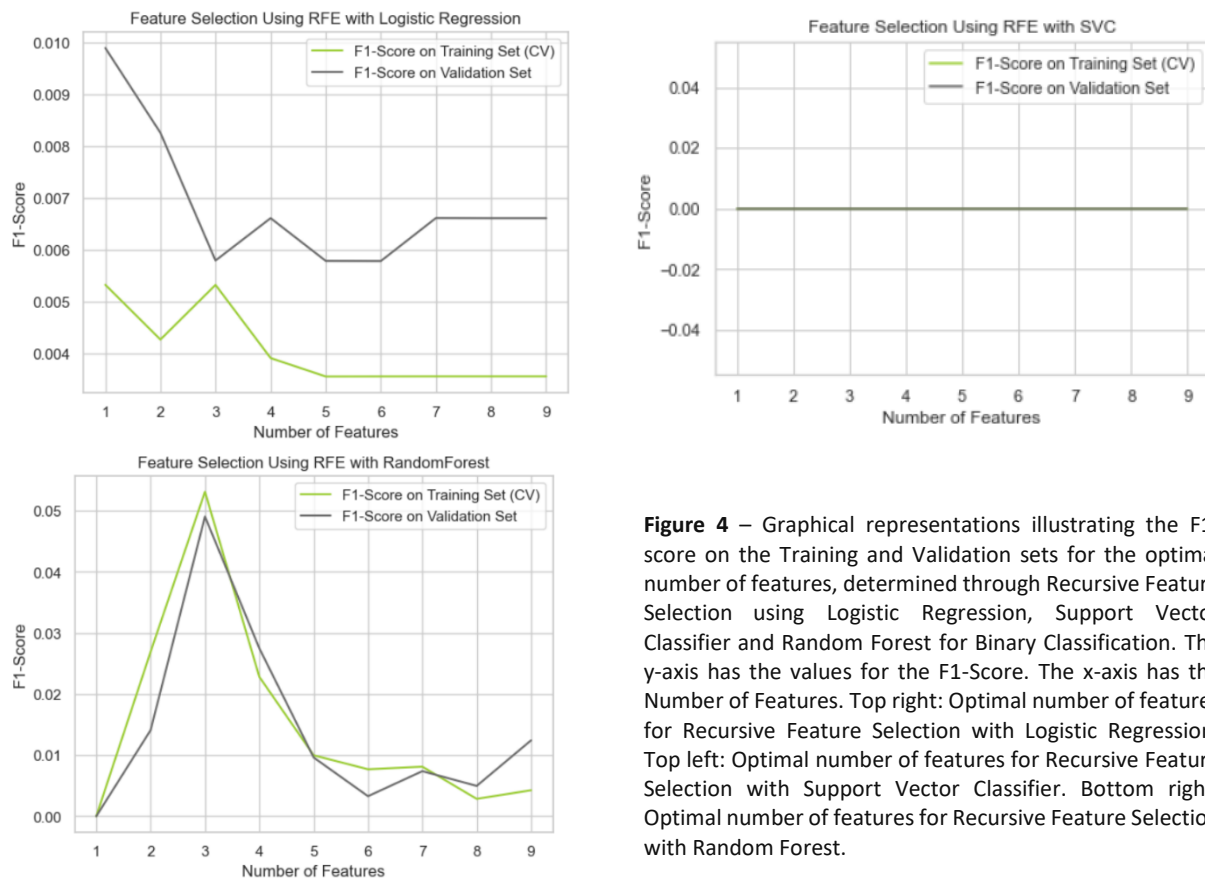 Feature Selection Using RFE with Logistic Regression
F1-Score on Training Set (CV)
F1-Score on Validation Set
0.010
0.009
0.008
0.007
0.006
0.005
0.004
F1-Score
1 2 3 4 5 6 7 8 9
Number of Features
Feature Selection Using RFE with SVC
F1-Score on Training Set (CV)
F1-Score on Validation Set
0.04
0.02
0.00
−0.02
−0.04
F1-Score
1 2 3 4 5 6 7 8 9
Number of Features
Feature Selection Using RFE with RandomForest
F1-Score on Training Set (CV)
F1-Score on Validation Set
0.05
0.04
0.03
0.02
0.01
0.00
F1-Score
1 2 3 4 5 6 7 8 9
Number of Features
Figure 4 – Graphical representations illustrating the F1
score on the Training and Validation sets for the optima
number of features, determined through Recursive Featur
Selection using Logistic Regression, Support Vecto
Classifier and Random Forest for Binary Classification. Th
y-axis has the values for the F1-Score. The x-axis has th
Number of Features. Top right: Optimal number of feature
for Recursive Feature Selection with Logistic Regression
Top left: Optimal number of features for Recursive Featur
Selection with Support Vector Classifier. Bottom righ
Optimal number of features for Recursive Feature Selectio
with Random Forest.